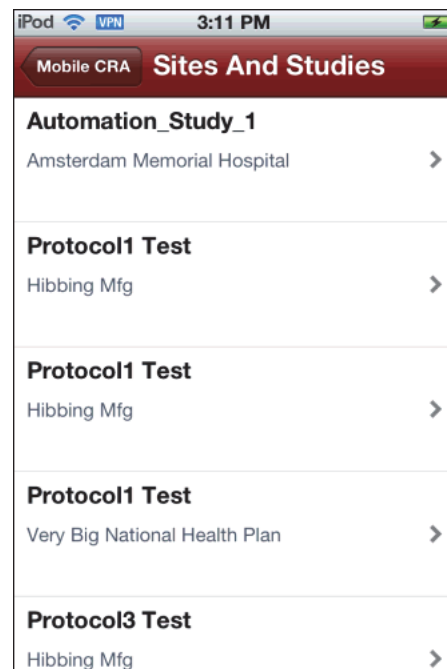 iPod VPN 3:11 PM
Mobile CRA Sites And Studies
Automation_Study_1
Amsterdam Memorial Hospital
Protocol1 Test
Hibbing Mfg
Protocol1 Test
Hibbing Mfg
Protocol1 Test
Very Big National Health Plan
Protocol3 Test
Hibbing Mfg